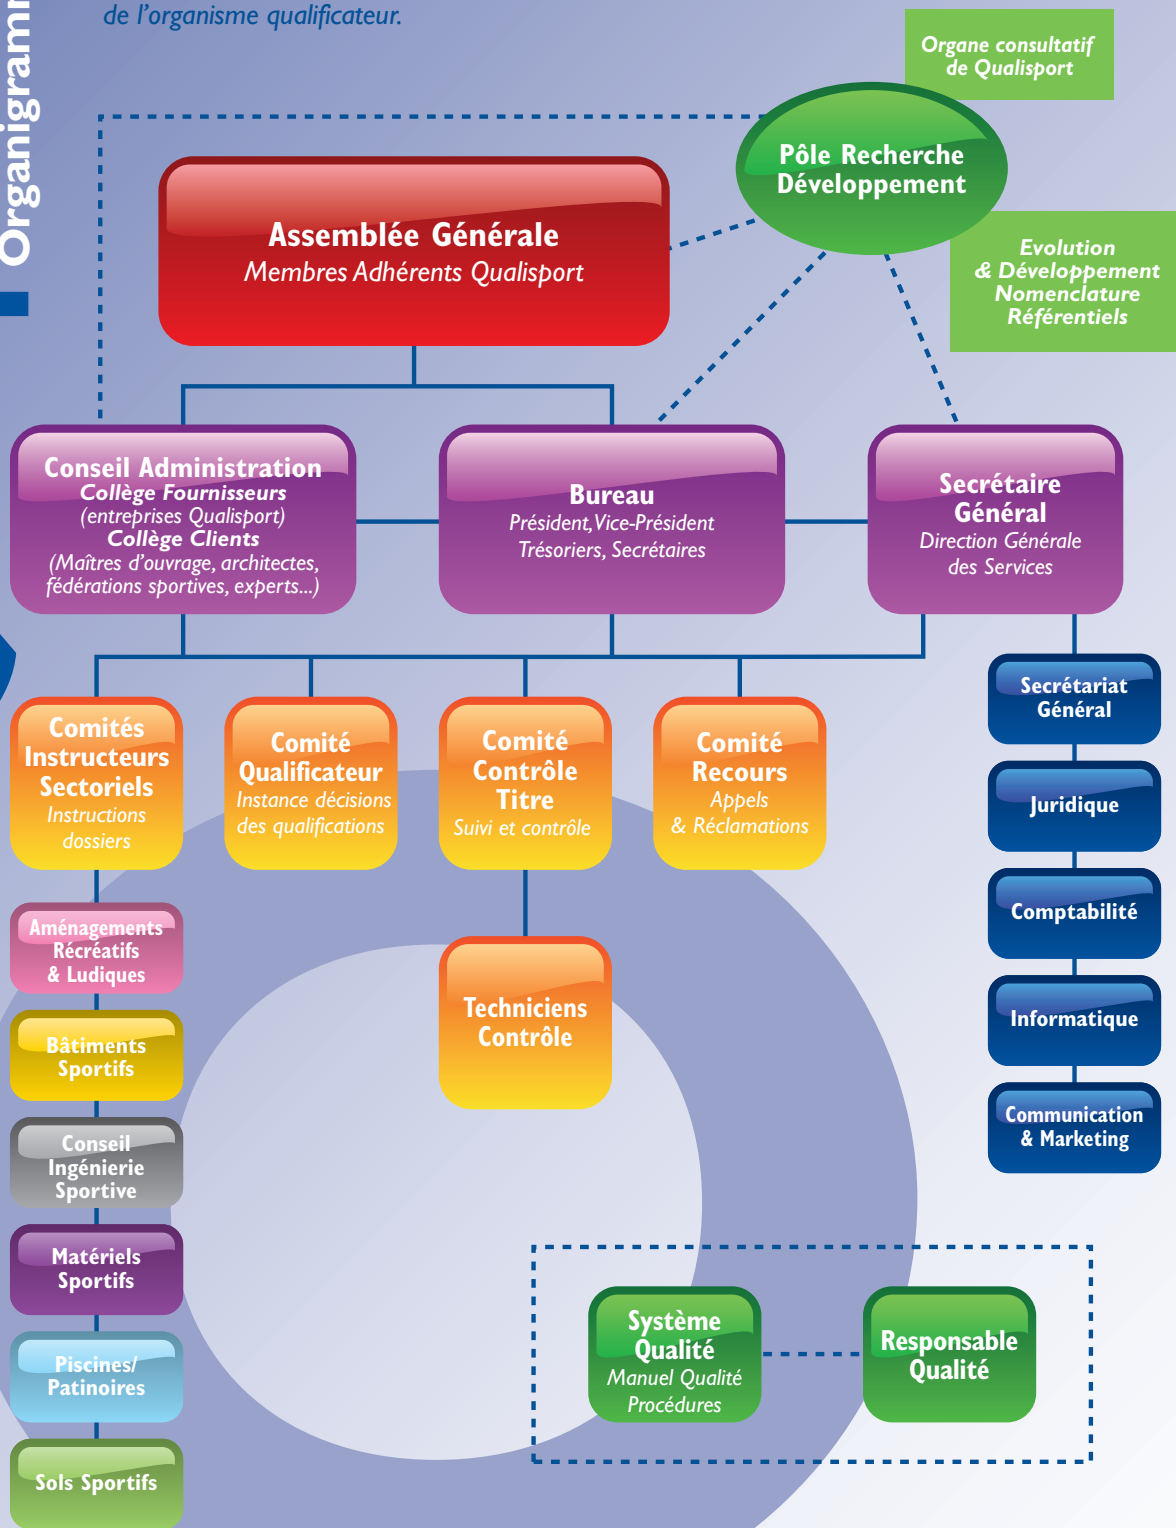 de l’organisme qualificateur.
Organe consultatif
de Qualisport
Pôle Recherche
Développement
Assemblée Générale
Membres Adhérents Qualisport
Evolution
& Développement
Nomenclature
Référentiels
Conseil Administration
Collège Fournisseurs
(entreprises Qualisport)
Collège Clients
(Maîtres d’ouvrage, architectes,
fédérations sportives, experts...)
Bureau
Président, Vice-Président
Trésoriers, Secrétaires
Secrétaire
Général
Direction Générale
des Services
Comités
Instructeurs
Sectoriels
Instructions
dossiers
Comité
Qualificateur
Instance décisions
des qualifications
Comité
Contrôle
Titre
Suivi et contrôle
Comité
Recours
Appels
& Réclamations
Secrétariat
Général
Juridique
Comptabilité
Informatique
Communication
& Marketing
Aménagements
Récréatifs
& Ludiques
Bâtiments
Sportifs
Conseil
Ingénierie
Sportive
Matériels
Sportifs
Piscines/
Patinoires
Sols Sportifs
Techniciens
Contrôle
Système
Qualité
Manuel Qualité
Procédures
Responsable
Qualité